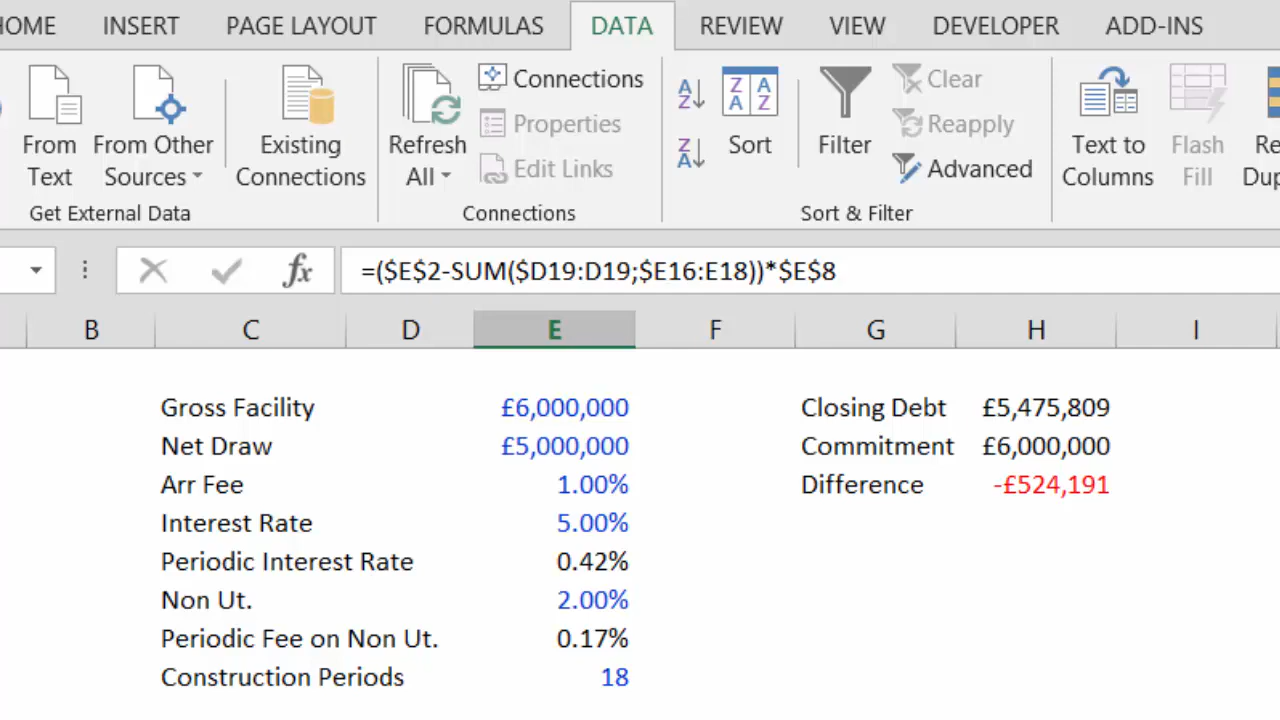 HOME INSERT PAGE LAYOUT FORMULAS DATA REVIEW VIEW DEVELOPER ADD-INS
From Text
From Other Sources
Existing Connections
Get External Data
Refresh All
Connections
Properties
Edit Links
Connections
A Z
Z A
Z A A Z
Sort
Filter
Clear
Reapply
Advanced
Sort & Filter
Text to Columns
Flash Fill
fx =($E$2-SUM($D19:D19;$E16:E18))*$E$8
B C D E F G H I
Gross Facility £6,000,000 Closing Debt £5,475,809
Net Draw £5,000,000 Commitment £6,000,000
Arr Fee 1.00% Difference -£524,191
Interest Rate 5.00%
Periodic Interest Rate 0.42%
Non Ut. 2.00%
Periodic Fee on Non Ut. 0.17%
Construction Periods 18